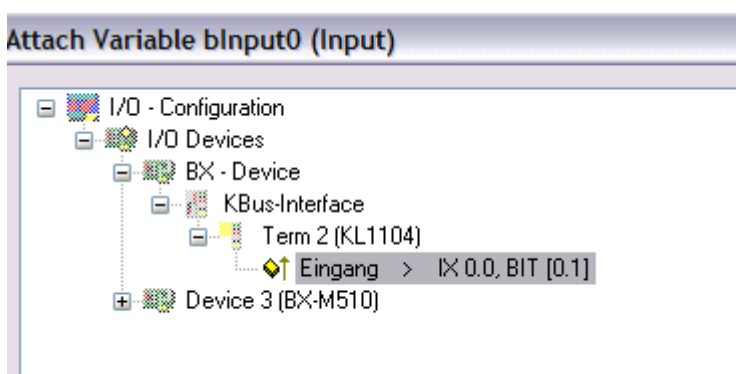 Attach Variable bInput0 (Input)
I/O - Configuration
I/O Devices
BX - Device
KBus-Interface
Term 2 (KL1104)
Eingang > IX 0.0, BIT [0.1]
Device 3 (BX-M510)